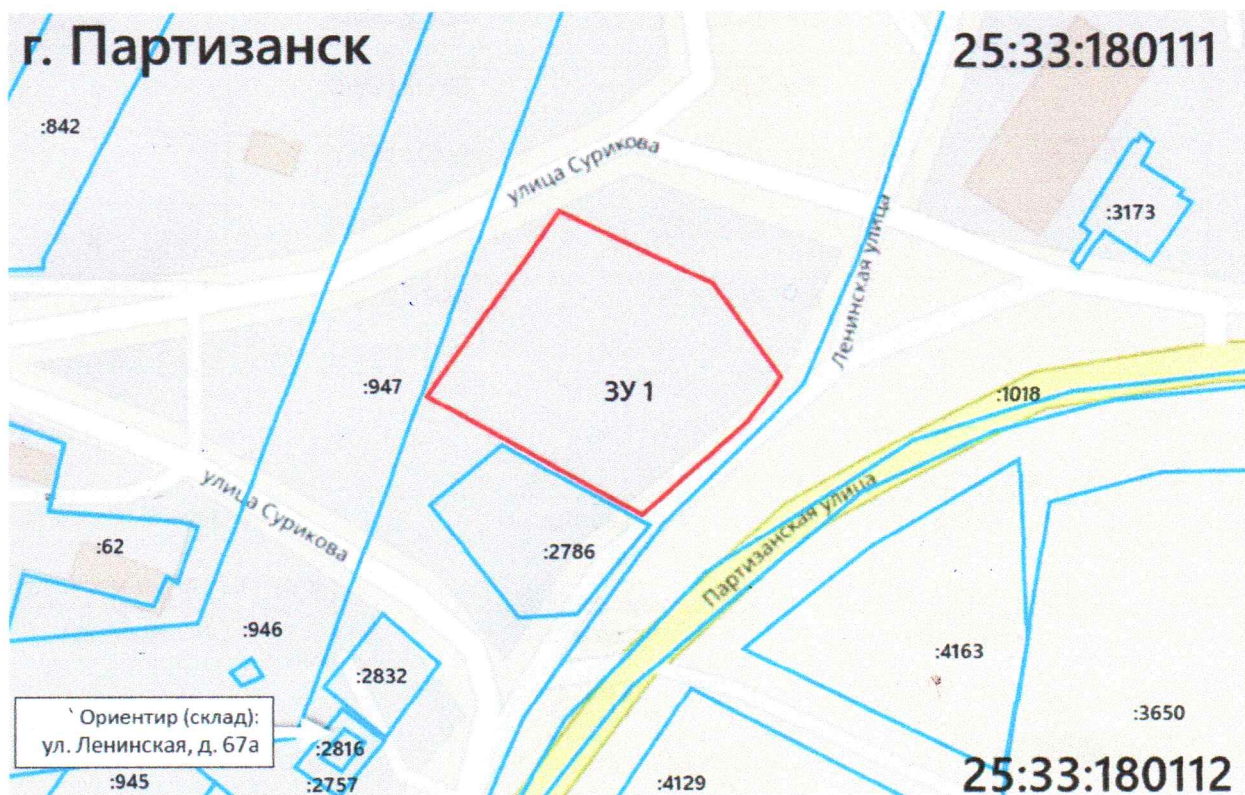 г. Партизанск
25:33:180111
:842
улица Сурикова
:3173
Ленинская улица
:947
ЗУ 1
:1018
улица Сурикова
Партизанская улица
:62
:2786
:946
:4163
:2832
:3650
` Ориентир (склад):
ул. Ленинская, д. 67а
:2816
:945
:2757
:4129
25:33:180112